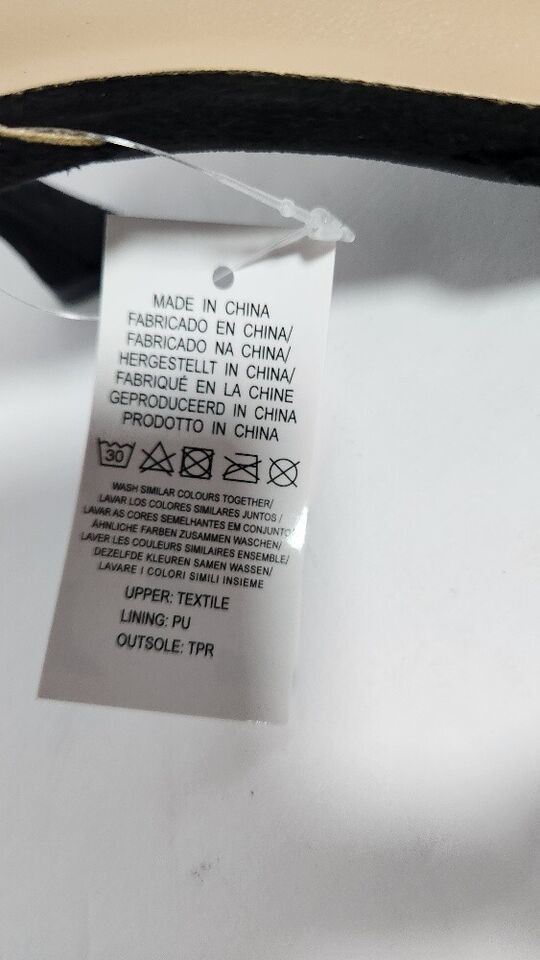 MADE IN CHINA
FABRICADO EN CHINA/
FABRICADO NA CHINA/
HERGESTELLT IN CHINA/
FABRIQUÉ EN LA CHINE
GEPRODUCEERD IN CHINA
PRODOTTO IN CHINA
30
WASH SIMILAR COLOURS TOGETHER/
LAVAR LOS COLORES SIMILARES JUNTOS /
LAVAR AS CORES SEMELHANTES EM CONJUNTO/
ÄHNLICHE FARBEN ZUSAMMEN WASCHEN/
LAVER LES COULEURS SIMILAIRES ENSEMBLE/
DEZELFDE KLEUREN SAMEN WASSEN/
LAVARE I COLORI SIMILI INSIEME
UPPER: TEXTILE
LINING: PU
OUTSOLE: TPR